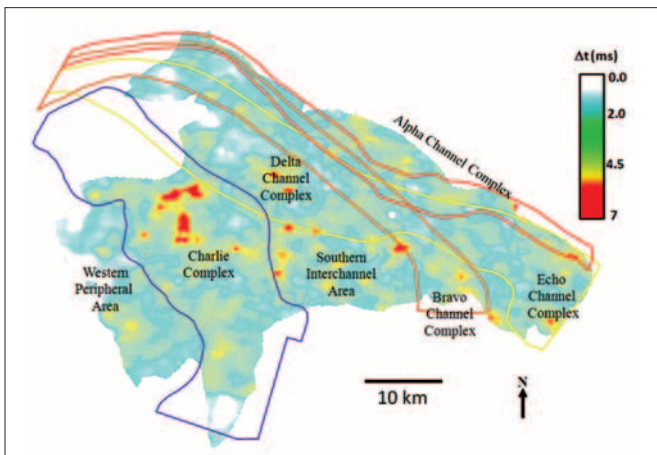 Δt (ms)
0.0
2.0
4.5
7
Alpha Channel Complex
Delta
Channel
Complex
Western
Peripheral
Area
Charlie
Complex
Southern
Interchannel
Area
Bravo
Channel
Complex
Echo
Channel
Complex
10 km
N